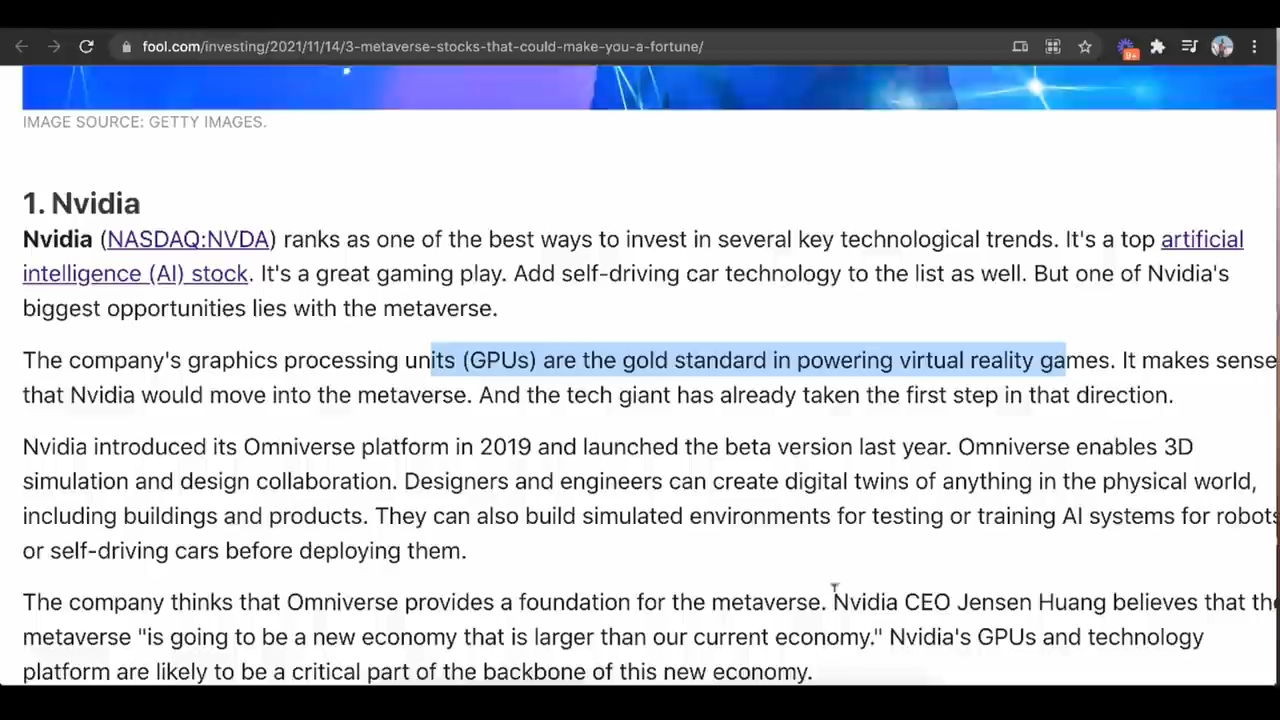 fool.com/investing/2021/11/14/3-metaverse-stocks-that-could-make-you-a-fortune/
9+
IMAGE SOURCE: GETTY IMAGES.
1. Nvidia
Nvidia (NASDAQ:NVDA) ranks as one of the best ways to invest in several key technological trends. It's a top artificial
intelligence (AI) stock. It's a great gaming play. Add self-driving car technology to the list as well. But one of Nvidia's
biggest opportunities lies with the metaverse.
The company's graphics processing units (GPUs) are the gold standard in powering virtual reality games. It makes sense
that Nvidia would move into the metaverse. And the tech giant has already taken the first step in that direction.
Nvidia introduced its Omniverse platform in 2019 and launched the beta version last year. Omniverse enables 3D
simulation and design collaboration. Designers and engineers can create digital twins of anything in the physical world,
including buildings and products. They can also build simulated environments for testing or training AI systems for robots
or self-driving cars before deploying them.
The company thinks that Omniverse provides a foundation for the metaverse. Nvidia CEO Jensen Huang believes that the
metaverse "is going to be a new economy that is larger than our current economy." Nvidia's GPUs and technology
platform are likely to be a critical part of the backbone of this new economy.